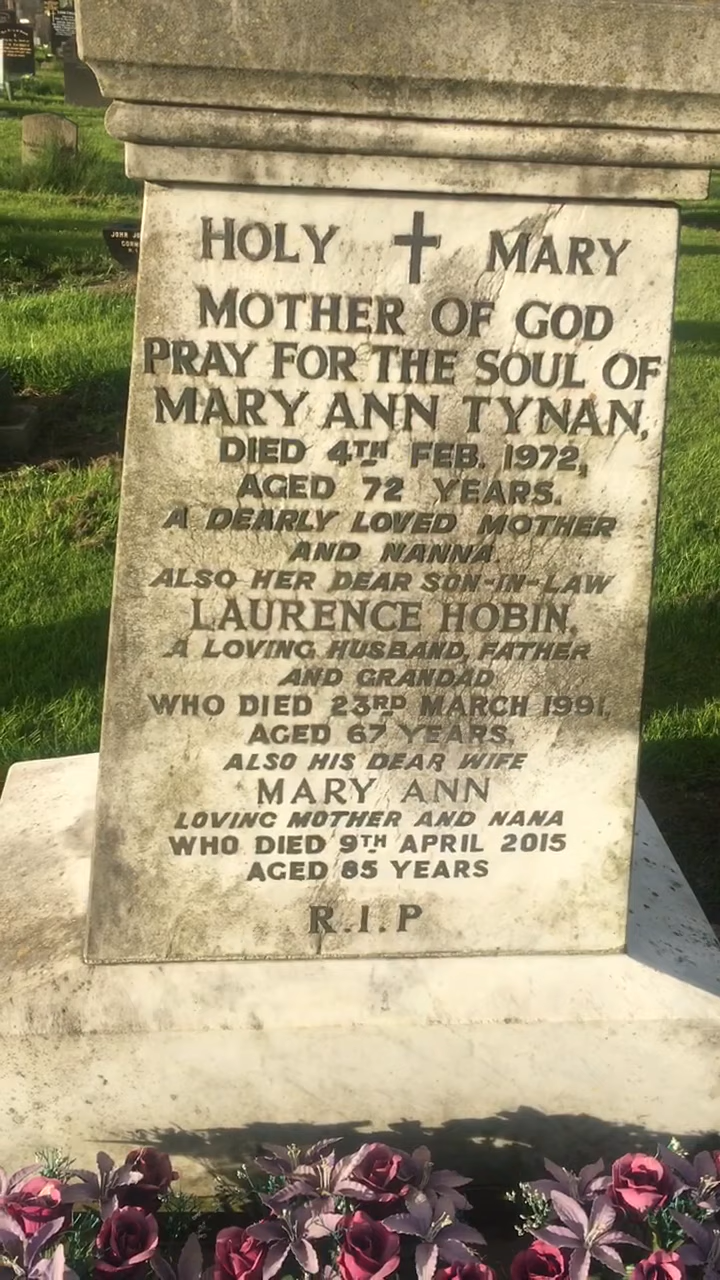 HOLY MARY
MOTHER OF GOD
PRAY FOR THE SOUL OF
MARY ANN TYNAN,
DIED 4TH FEB. 1972,
AGED 72 YEARS.
A DEARLY LOVED MOTHER
AND NANNA
ALSO HER DEAR SON-IN-LAW
LAURENCE HOBIN,
A LOVING HUSBAND, FATHER
AND GRANDAD
WHO DIED 23RD MARCH 1991,
AGED 67 YEARS.
ALSO HIS DEAR WIFE
MARY ANN
LOVING MOTHER AND NANA
WHO DIED 9TH APRIL 2015
AGED 85 YEARS
R.I.P
JOHN